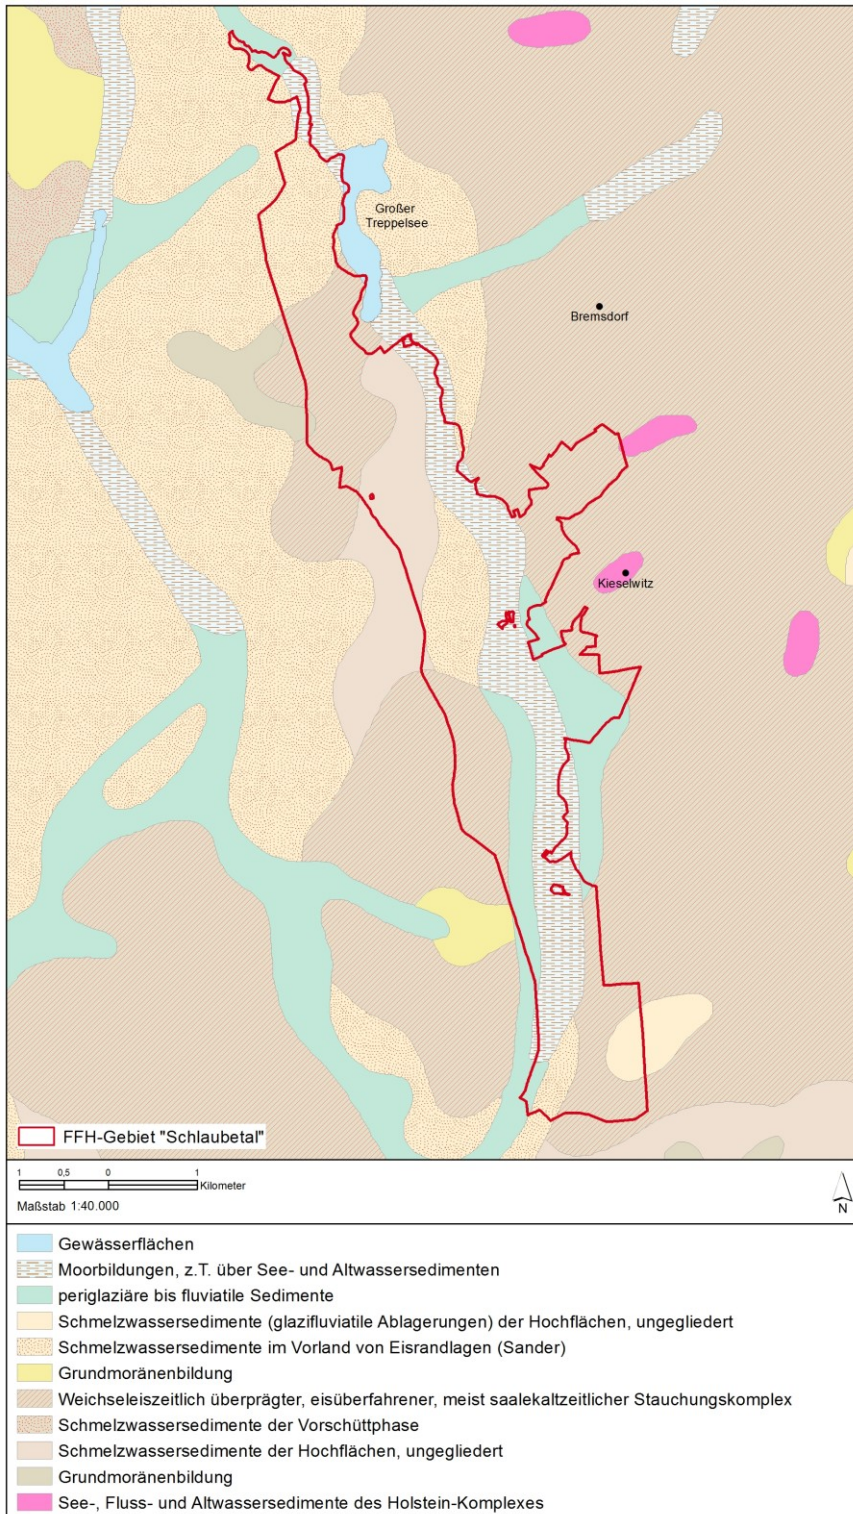 Großer
Treppelsee
Bremsdorf
Kieselwitz
FFH-Gebiet "Schlaubetal"
1 0,5 0 1
Kilometer
Maßstab 1:40.000
N
Gewässerflächen
Moorbildungen, z.T. über See- und Altwassersedimenten
periglaziäre bis fluviatile Sedimente
Schmelzwassersedimente (glazifluviatile Ablagerungen) der Hochflächen, ungegliedert
Schmelzwassersedimente im Vorland von Eisrandlagen (Sander)
Grundmoränenbildung
Weichseleiszeitlich überprägter, eisüberfahrener, meist saalekaltzeitlicher Stauchungskomplex
Schmelzwassersedimente der Vorschüttphase
Schmelzwassersedimente der Hochflächen, ungegliedert
Grundmoränenbildung
See-, Fluss- und Altwassersedimente des Holstein-Komplexes